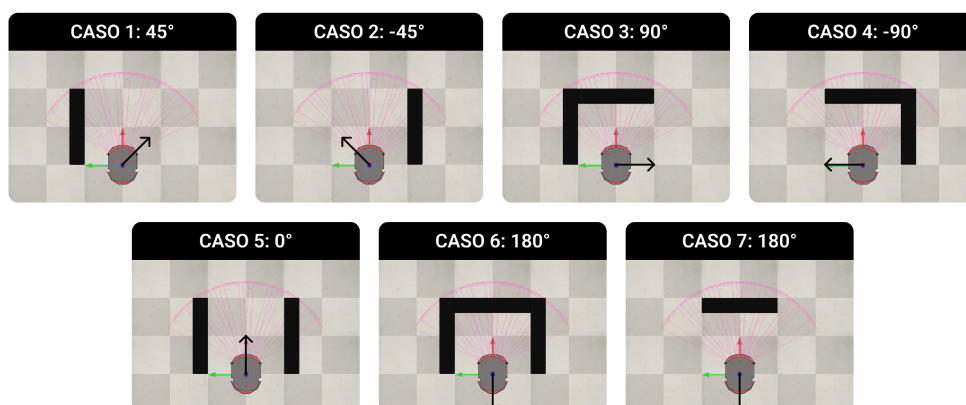 CASO 1: 45°
CASO 2: -45°
CASO 3: 90°
CASO 4: -90°
CASO 5: 0°
CASO 6: 180°
CASO 7: 180°